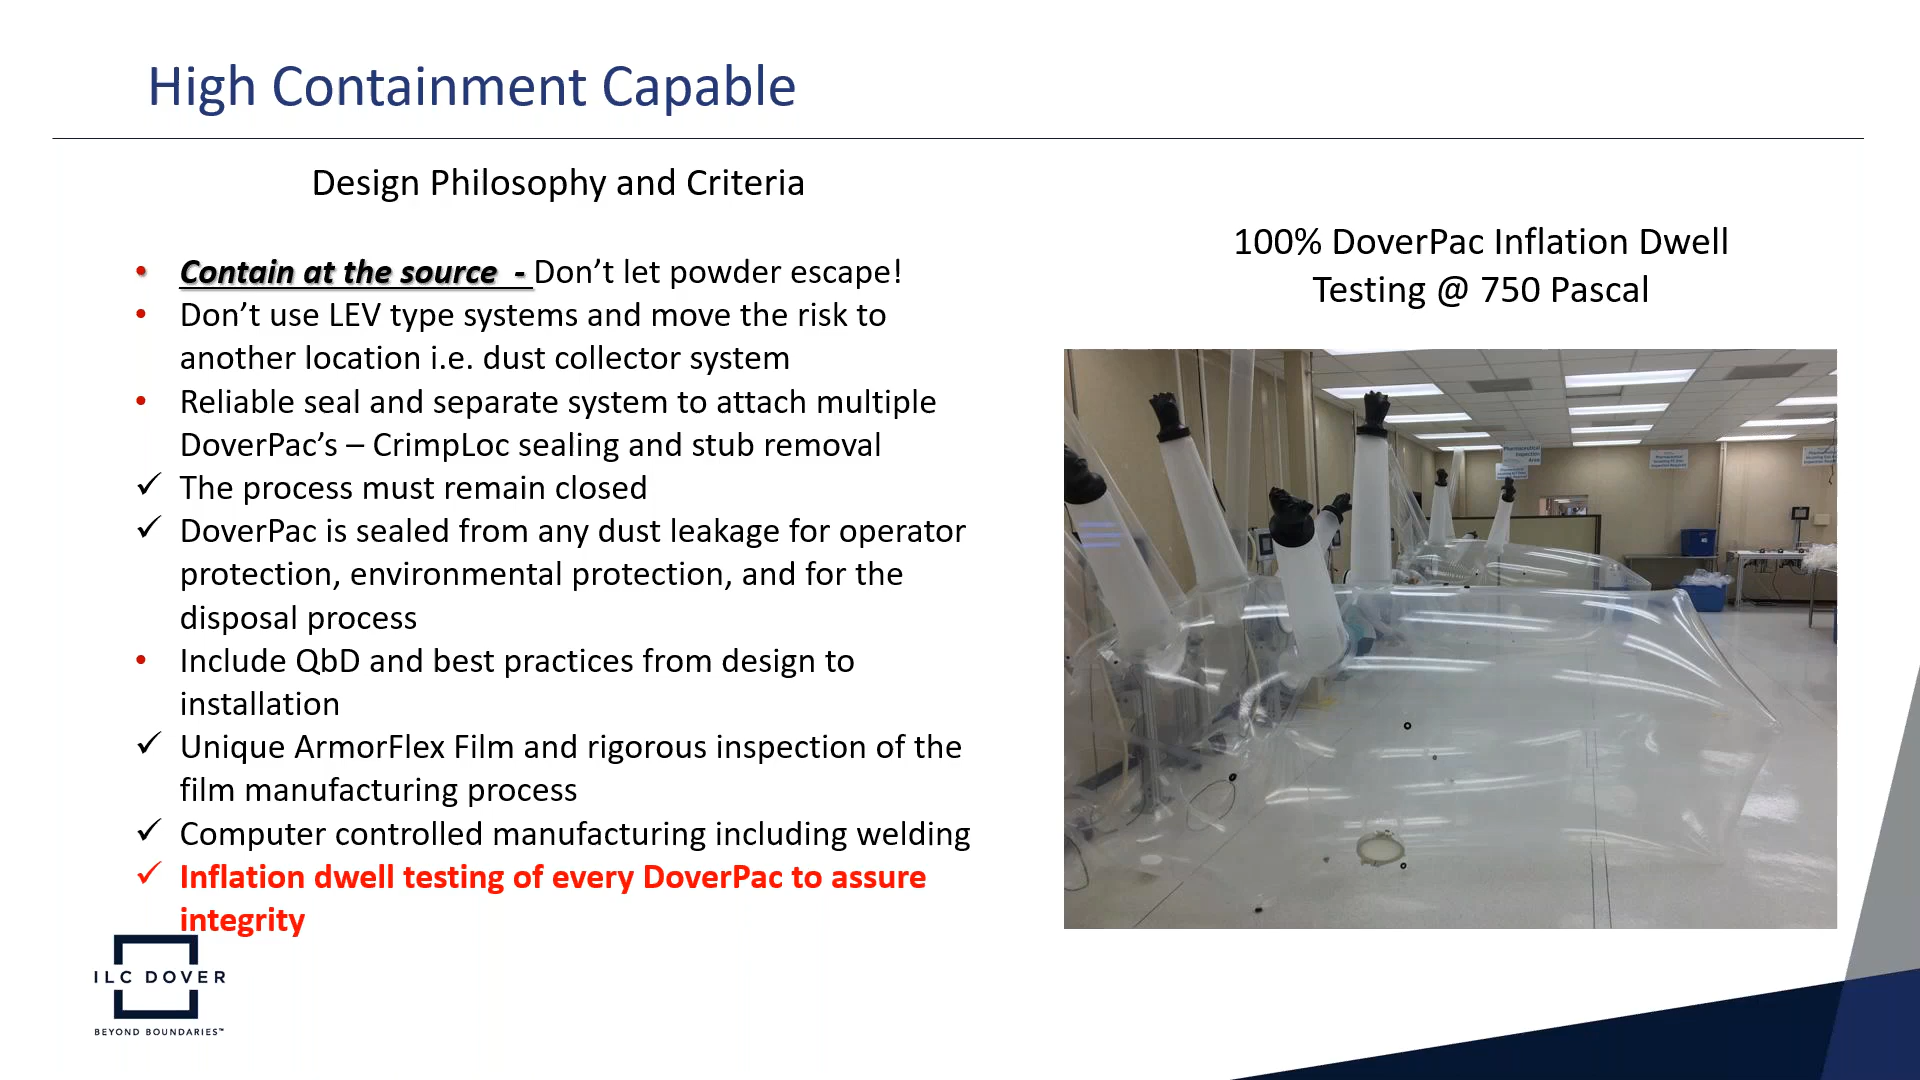 High Containment Capable
Design Philosophy and Criteria
• Contain at the source - Don’t let powder escape!
• Don’t use LEV type systems and move the risk to
another location i.e. dust collector system
• Reliable seal and separate system to attach multiple
DoverPac’s – CrimpLoc sealing and stub removal
✓ The process must remain closed
✓ DoverPac is sealed from any dust leakage for operator
protection, environmental protection, and for the
disposal process
• Include QbD and best practices from design to
installation
✓ Unique ArmorFlex Film and rigorous inspection of the
film manufacturing process
✓ Computer controlled manufacturing including welding
✓ Inflation dwell testing of every DoverPac to assure
integrity
100% DoverPac Inflation Dwell
Testing @ 750 Pascal
Pharmaceutical
Inspection
Area
ILC DOVER
BEYOND BOUNDARIES™